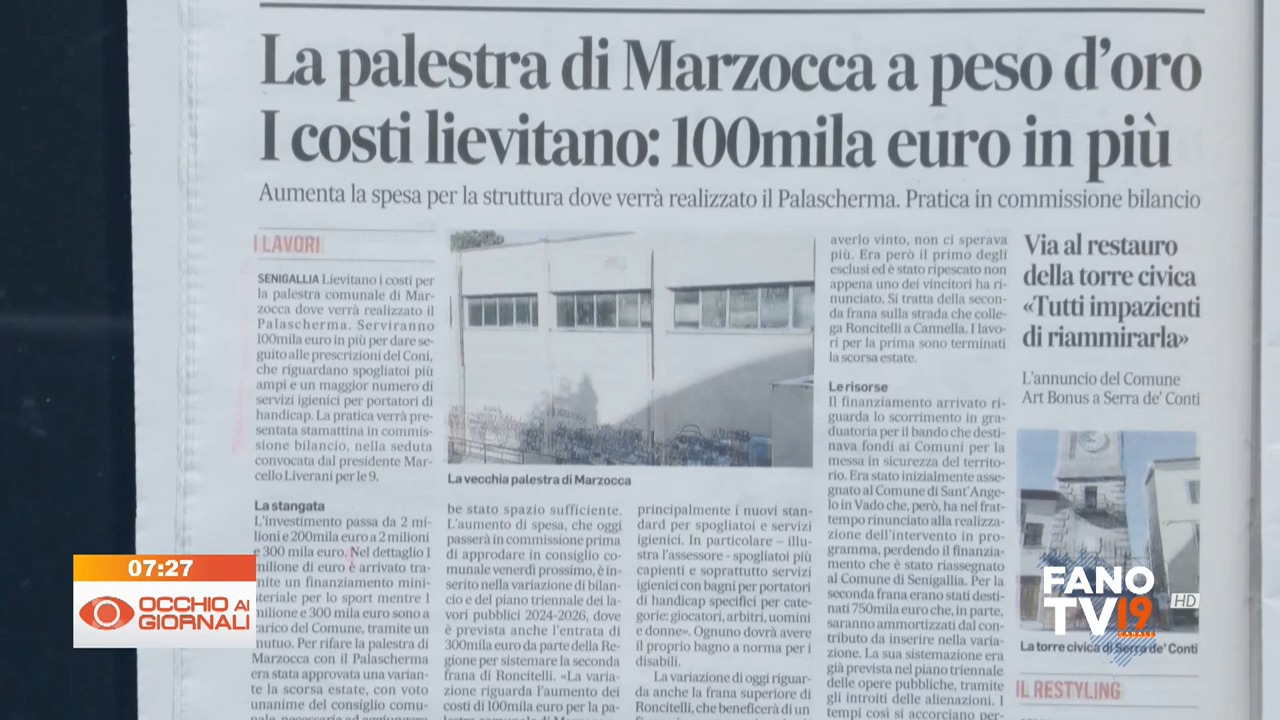 La palestra di Marzocca a peso d'oro
I costi lievitano: 100mila euro in più
Aumenta la spesa per la struttura dove verrà realizzato il Palascherma. Pratica in commissione bilancio
I LAVORI
SENIGALLIA Lievitano i costi per
la palestra comunale di Mar-
zocca dove verrà realizzato il
Palascherma. Serviranno
100mila euro in più per dare se-
guito alle prescrizioni del Coni,
che riguardano spogliatoi più
ampi e un maggior numero di
servizi igienici per portatori di
handicap. La pratica verrà pre-
sentata stamattina in commis-
sione bilancio, nella seduta
convocata dal presidente Mar-
cello Liverani per le 9.
La stangata
L'investimento passa da 2 mi-
lioni e 200mila euro a 2 milioni
e 300 mila euro. Nel dettaglio 1
milione di euro è arrivato tra-
mite un finanziamento mini-
steriale per lo sport mentre 1
milione e 300 mila euro sono a
carico del Comune, tramite un
mutuo. Per rifare la palestra di
Marzocca con il Palascherma
era stata approvata una varian-
te la scorsa estate, con voto
unanime del consiglio comu-
nale, necessaria ad aggiungere
La vecchia palestra di Marzocca
be stato spazio sufficiente.
L'aumento di spesa, che oggi
passerà in commissione prima
di approdare in consiglio co-
munale venerdì prossimo, è in-
serito nella variazione di bilan-
cio e del piano triennale dei la-
vori pubblici 2024-2026, dove
è prevista anche l'entrata di
300mila euro da parte della Re-
gione per sistemare la seconda
frana di Roncitelli. «La varia-
zione riguarda l'aumento dei
costi di 100mila euro per la pa-
lestra comunale di Marzocca
principalmente i nuovi stan-
dard per spogliatoi e servizi
igienici. In particolare - illu-
stra l'assessore - spogliatoi più
capienti e soprattutto servizi
igienici con bagni per portatori
di handicap specifici per cate-
gorie: giocatori, arbitri, uomini
e donne». Ognuno dovrà avere
il proprio bagno a norma per i
disabili.
La variazione di oggi riguar-
da anche la frana superiore di
Roncitelli, che beneficerà di un
averlo vinto, non ci sperava
più. Era però il primo degli
esclusi ed è stato ripescato non
appena uno dei vincitori ha ri-
nunciato. Si tratta della secon-
da frana sulla strada che colle-
ga Roncitelli a Cannella. I lavo-
ri per la prima sono terminati
la scorsa estate.
Le risorse
Il finanziamento arrivato ri-
guarda lo scorrimento in gra-
duatoria per il bando che desti-
nava fondi ai Comuni per la
messa in sicurezza del territo-
rio. Era stato inizialmente asse-
gnato al Comune di Sant'Ange-
lo in Vado che, però, ha nel frat-
tempo rinunciato alla realizza-
zione dell'intervento in pro-
gramma, perdendo il finanzia-
mento che è stato riassegnato
al Comune di Senigallia. Per la
seconda frana erano stati desti-
nati 750mila euro che, in parte,
saranno ammortizzati dal con-
tributo da inserire nella varia-
zione. La sua sistemazione era
già prevista nel piano triennale
delle opere pubbliche, tramite
gli introiti delle alienazioni. I
tempi così si accorciano per-
Via al restauro
della torre civica
«Tutti impazienti
di riammirarla»
L'annuncio del Comune
Art Bonus a Serra de' Conti
La torre civica di Serra de' Conti
IL RESTYLING
07:27
OCCHIO AI
GIORNALI
FANO
TV19
CANALE
HD